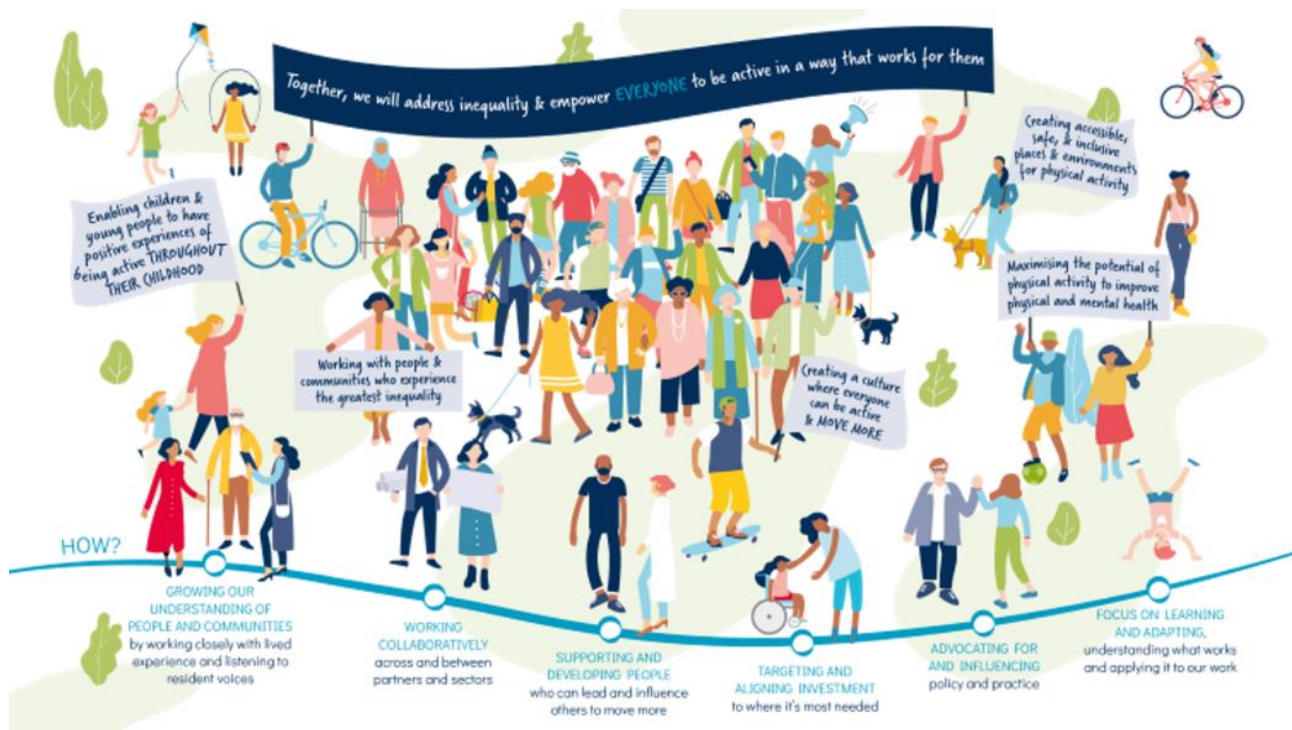 Together, we will address inequality & empower EVERYONE to be active in a way that works for them
Enabling children &
young people to have
positive experiences of
being active THROUGHOUT
THEIR CHILDHOOD
Creating accessible,
safe, & inclusive
places & environments
for physical activity
Maximising the potential of
physical activity to improve
physical and mental health
Working with people &
communities who experience
the greatest inequality
Creating a culture
where everyone
can be active
& MOVE MORE
HOW?
GROWING OUR
UNDERSTANDING OF
PEOPLE AND COMMUNITIES
by working closely with lived
experience and listening to
resident voices
WORKING
COLLABORATIVELY
across and between
partners and sectors
SUPPORTING AND
DEVELOPING PEOPLE
who can lead and influence
others to move more
TARGETING AND
ALIGNING INVESTMENT
to where it's most needed
ADVOCATING FOR
AND INFLUENCING
policy and practice
FOCUS ON LEARNING
AND ADAPTING,
understanding what works
and applying it to our work